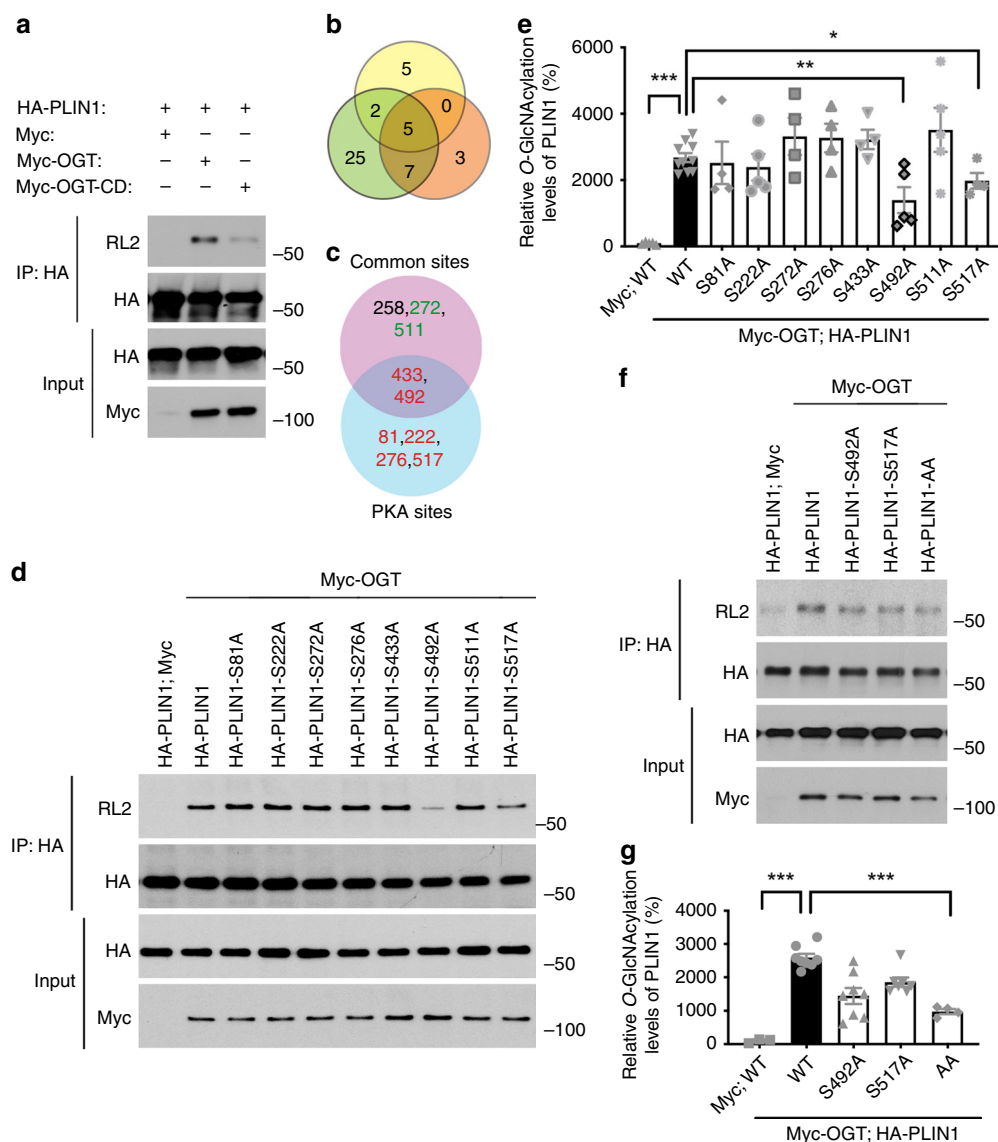 a
HA-PLIN1: + + +
Myc: + – –
Myc-OGT: – + –
Myc-OGT-CD: – – +
IP: HA
RL2
–50
HA
–50
Input
HA
–50
Myc
–100
b
5
2
0
5
25
7
3
c
Common sites
258,272,
511
433,
492
81,222,
276,517
PKA sites
d
Myc-OGT
HA-PLIN1; Myc
HA-PLIN1
HA-PLIN1-S81A
HA-PLIN1-S222A
HA-PLIN1-S272A
HA-PLIN1-S276A
HA-PLIN1-S433A
HA-PLIN1-S492A
HA-PLIN1-S511A
HA-PLIN1-S517A
IP: HA
RL2
–50
HA
–50
Input
HA
–50
Myc
–100
e
Relative O-GlcNAcylation
levels of PLIN1 (%)
6000
4000
2000
0
***
**
*
Myc; WT
WT
S81A
S222A
S272A
S276A
S433A
S492A
S511A
S517A
Myc-OGT; HA-PLIN1
f
Myc-OGT
HA-PLIN1; Myc
HA-PLIN1
HA-PLIN1-S492A
HA-PLIN1-S517A
HA-PLIN1-AA
IP: HA
RL2
–50
HA
–50
Input
HA
–50
Myc
–100
g
Relative O-GlcNAcylation
levels of PLIN1 (%)
4000
3000
2000
1000
0
***
***
Myc; WT
WT
S492A
S517A
AA
Myc-OGT; HA-PLIN1